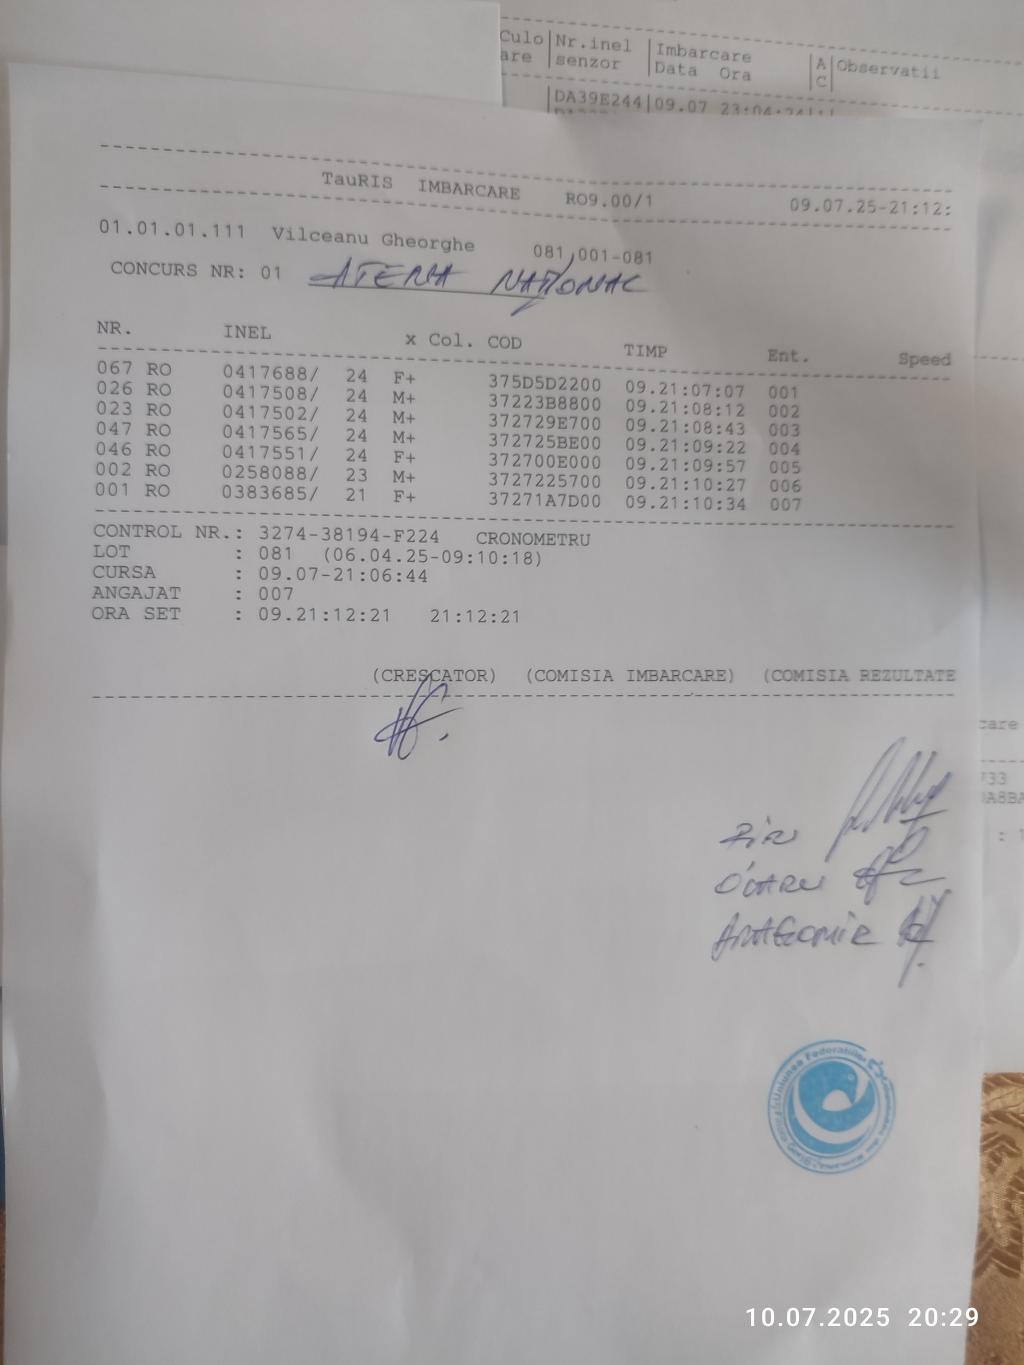 Culo|Nr.inel |Imbarcare |A|Observatii
are |senzor |Data Ora |C|
|DA39E244|09.07 23:04:24|
TauRIS IMBARCARE RO9.00/1 09.07.25-21:12:
01.01.01.111 Vilceanu Gheorghe 081,001-081
CONCURS NR: 01 ATENA NAȚIONAL
NR. INEL x Col. COD TIMP Ent. Speed
067 RO 0417688/ 24 F+ 375D5D2200 09.21:07:07 001
026 RO 0417508/ 24 M+ 37223B8800 09.21:08:12 002
023 RO 0417502/ 24 M+ 372729E700 09.21:08:43 003
047 RO 0417565/ 24 M+ 372725BE00 09.21:09:22 004
046 RO 0417551/ 24 F+ 372700E000 09.21:09:57 005
002 RO 0258088/ 23 M+ 3727225700 09.21:10:27 006
001 RO 0383685/ 21 F+ 37271A7D00 09.21:10:34 007
CONTROL NR.: 3274-38194-F224 CRONOMETRU
LOT : 081 (06.04.25-09:10:18)
CURSA : 09.07-21:06:44
ANGAJAT : 007
ORA SET : 09.21:12:21 21:12:21
(CRESCATOR) (COMISIA IMBARCARE) (COMISIA REZULTATE
care
733
A8BA
Uniunea Federatiilor
10.07.2025 20:29